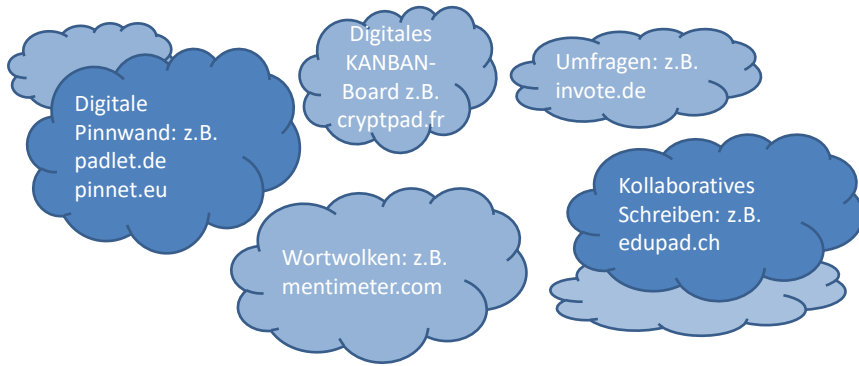 Digitale
Pinnwand: z.B.
padlet.de
pinnet.eu
Digitales
KANBAN-
Board z.B.
cryptpad.fr
Umfragen: z.B.
invote.de
Wortwolken: z.B.
mentimeter.com
Kollaboratives
Schreiben: z.B.
edupad.ch